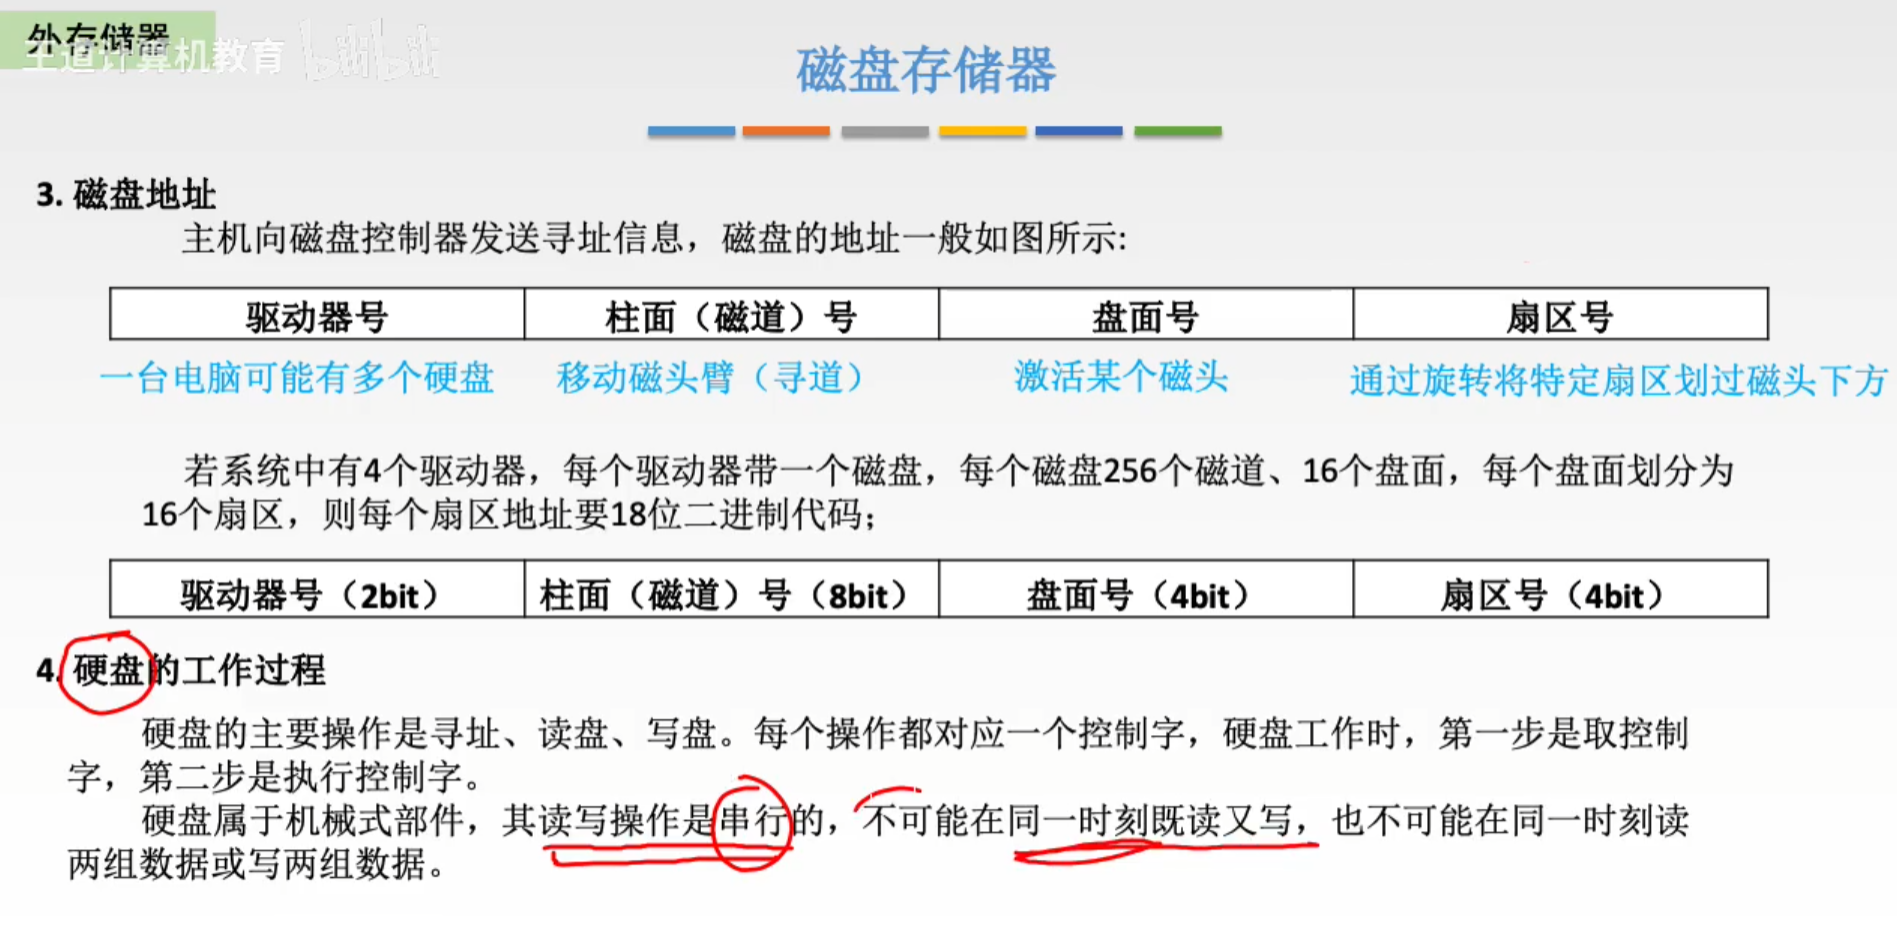 外存储器
王道计算机教育 bilibili
磁盘存储器
3. 磁盘地址
主机向磁盘控制器发送寻址信息，磁盘的地址一般如图所示:
驱动器号 柱面（磁道）号 盘面号 扇区号
一台电脑可能有多个硬盘 移动磁头臂（寻道） 激活某个磁头 通过旋转将特定扇区划过磁头下方
若系统中有4个驱动器，每个驱动器带一个磁盘，每个磁盘256个磁道、16个盘面，每个盘面划分为
16个扇区，则每个扇区地址要18位二进制代码；
驱动器号（2bit） 柱面（磁道）号（8bit） 盘面号（4bit） 扇区号（4bit）
4. 硬盘的工作过程
硬盘的主要操作是寻址、读盘、写盘。每个操作都对应一个控制字，硬盘工作时，第一步是取控制
字，第二步是执行控制字。
硬盘属于机械式部件，其读写操作是串行的，不可能在同一时刻既读又写，也不可能在同一时刻读
两组数据或写两组数据。